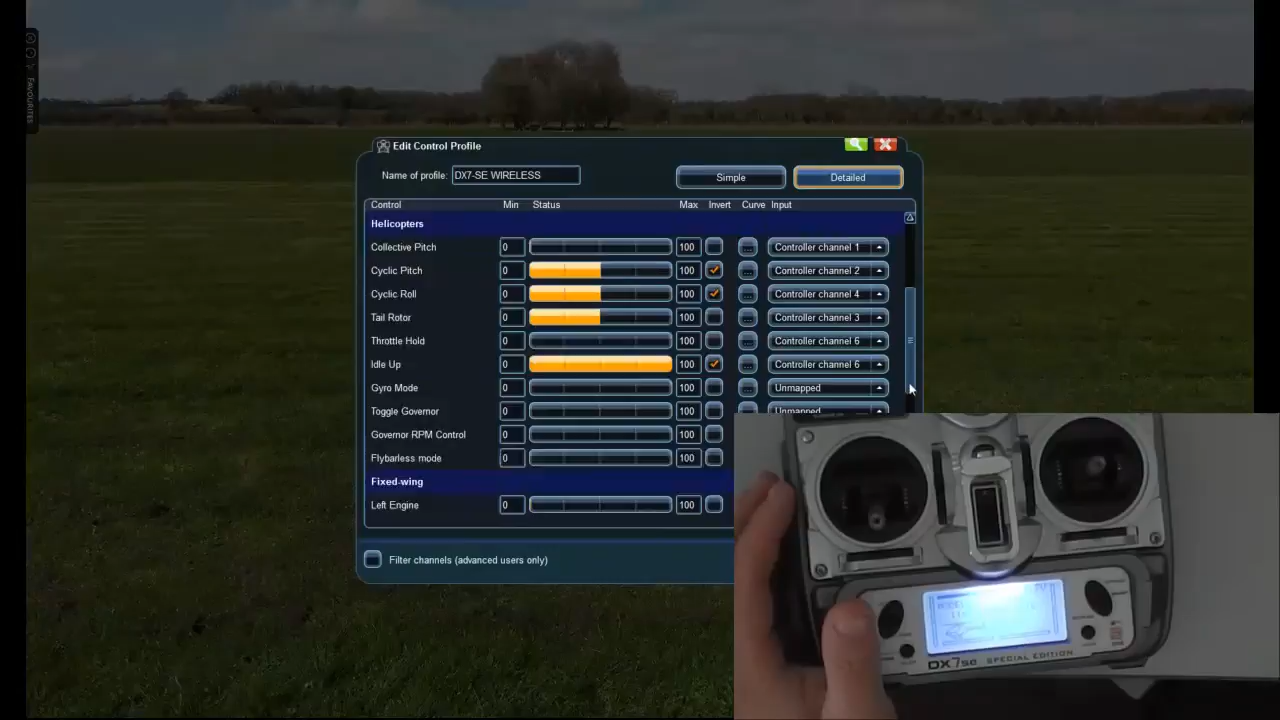 FAVOURITES
Edit Control Profile
Name of profile: DX7-SE WIRELESS Simple Detailed
Control Min Status Max Invert Curve Input
Helicopters
Collective Pitch 0 100 ... Controller channel 1
Cyclic Pitch 0 100 ... Controller channel 2
Cyclic Roll 0 100 ... Controller channel 4
Tail Rotor 0 100 ... Controller channel 3
Throttle Hold 0 100 ... Controller channel 6
Idle Up 0 100 ... Controller channel 6
Gyro Mode 0 100 ... Unmapped
Toggle Governor 0 100 ... Unmapped
Governor RPM Control 0 100
Flybarless mode 0 100
Fixed-wing
Left Engine 0 100
Filter channels (advanced users only)
DX7se SPECIAL EDITION